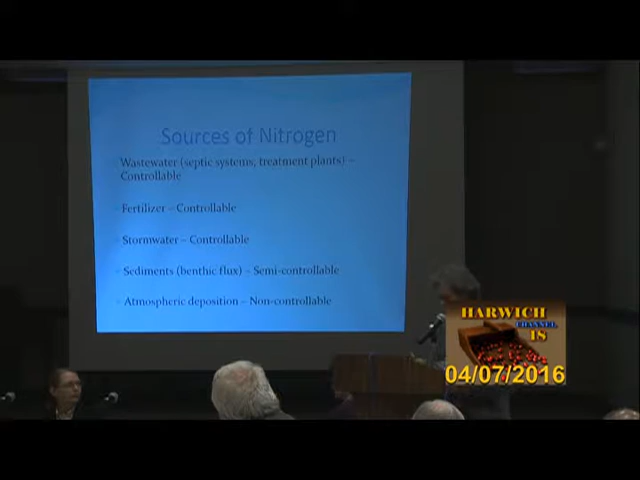 Sources of Nitrogen
Wastewater (septic systems, treatment plants) –
Controllable
Fertilizer – Controllable
Stormwater – Controllable
Sediments (benthic flux) – Semi-controllable
Atmospheric deposition – Non-controllable
HARWICH
CHANNEL
18
04/07/2016